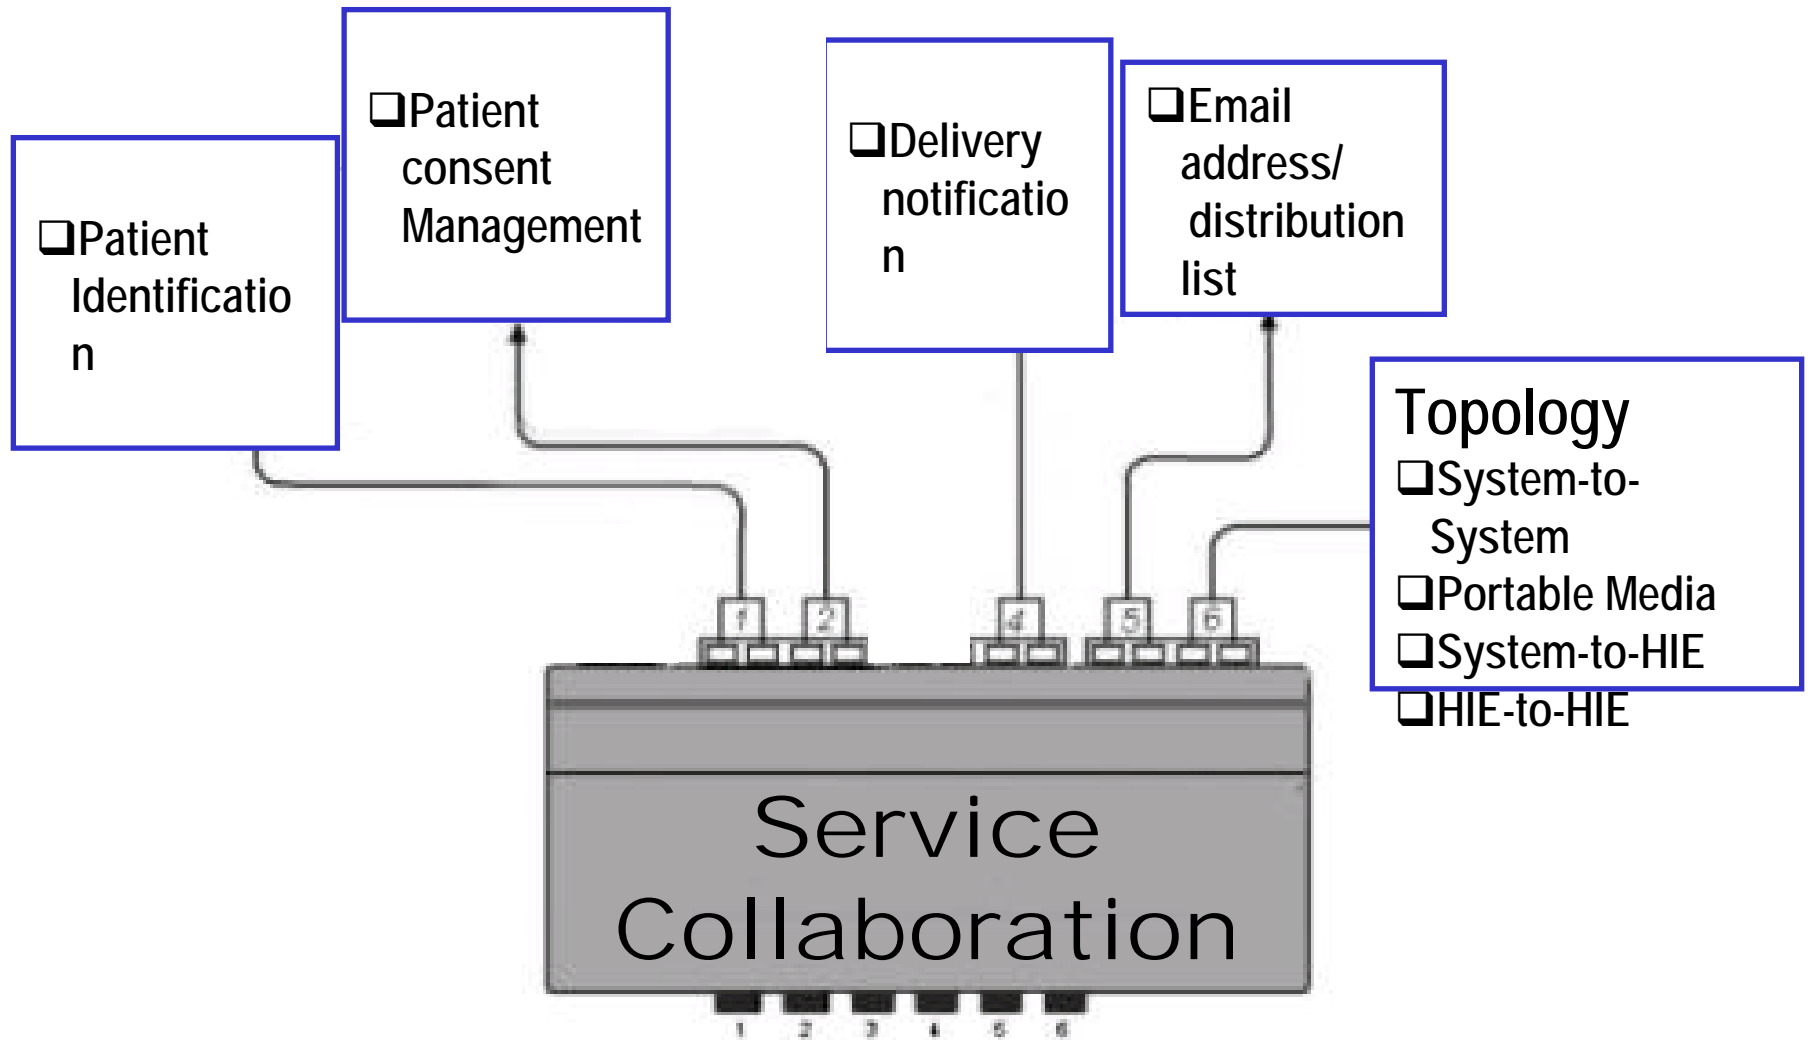 ❑Patient
Identificatio
n
❑Patient
consent
Management
❑Delivery
notificatio
n
❑Email
address/
distribution
list
Topology
❑System-to-
System
❑Portable Media
❑System-to-HIE
❑HIE-to-HIE
1 2 4 5 6
Service
Collaboration
1 2 3 4 5 6